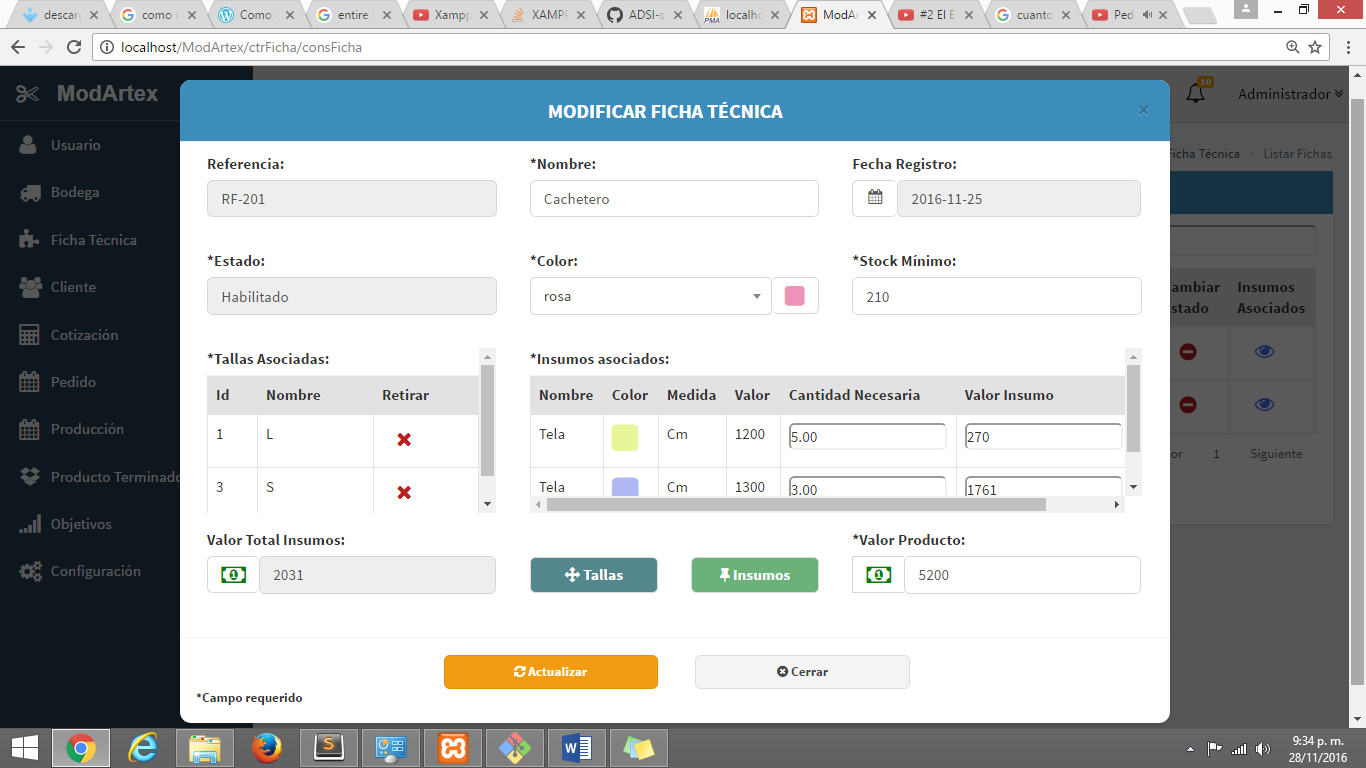 descar
como c
Como c
entire
Xampp
XAMPP
ADSI-s
localho
ModAr
#2 El E
cuanto
Ped
localhost/ModArtex/ctrFicha/consFicha
ModArtex
10
Administrador
Usuario
Bodega
Ficha Técnica
Cliente
Cotización
Pedido
Producción
Producto Terminado
Objetivos
Configuración
MODIFICAR FICHA TÉCNICA
×
Referencia:
*Nombre:
Fecha Registro:
RF-201
Cachetero
2016-11-25
*Estado:
*Color:
*Stock Mínimo:
Habilitado
rosa
210
*Tallas Asociadas:
Id Nombre Retirar
1 L
3 S
*Insumos asociados:
Nombre Color Medida Valor Cantidad Necesaria Valor Insumo
Tela Cm 1200 5.00 270
Tela Cm 1300 3.00 1761
Valor Total Insumos:
*Valor Producto:
2031
Tallas
Insumos
5200
Actualizar
Cerrar
*Campo requerido
Ficha Técnica > Listar Fichas
ambiar
stado
Insumos
Asociados
or 1 Siguiente
9:34 p. m.
28/11/2016